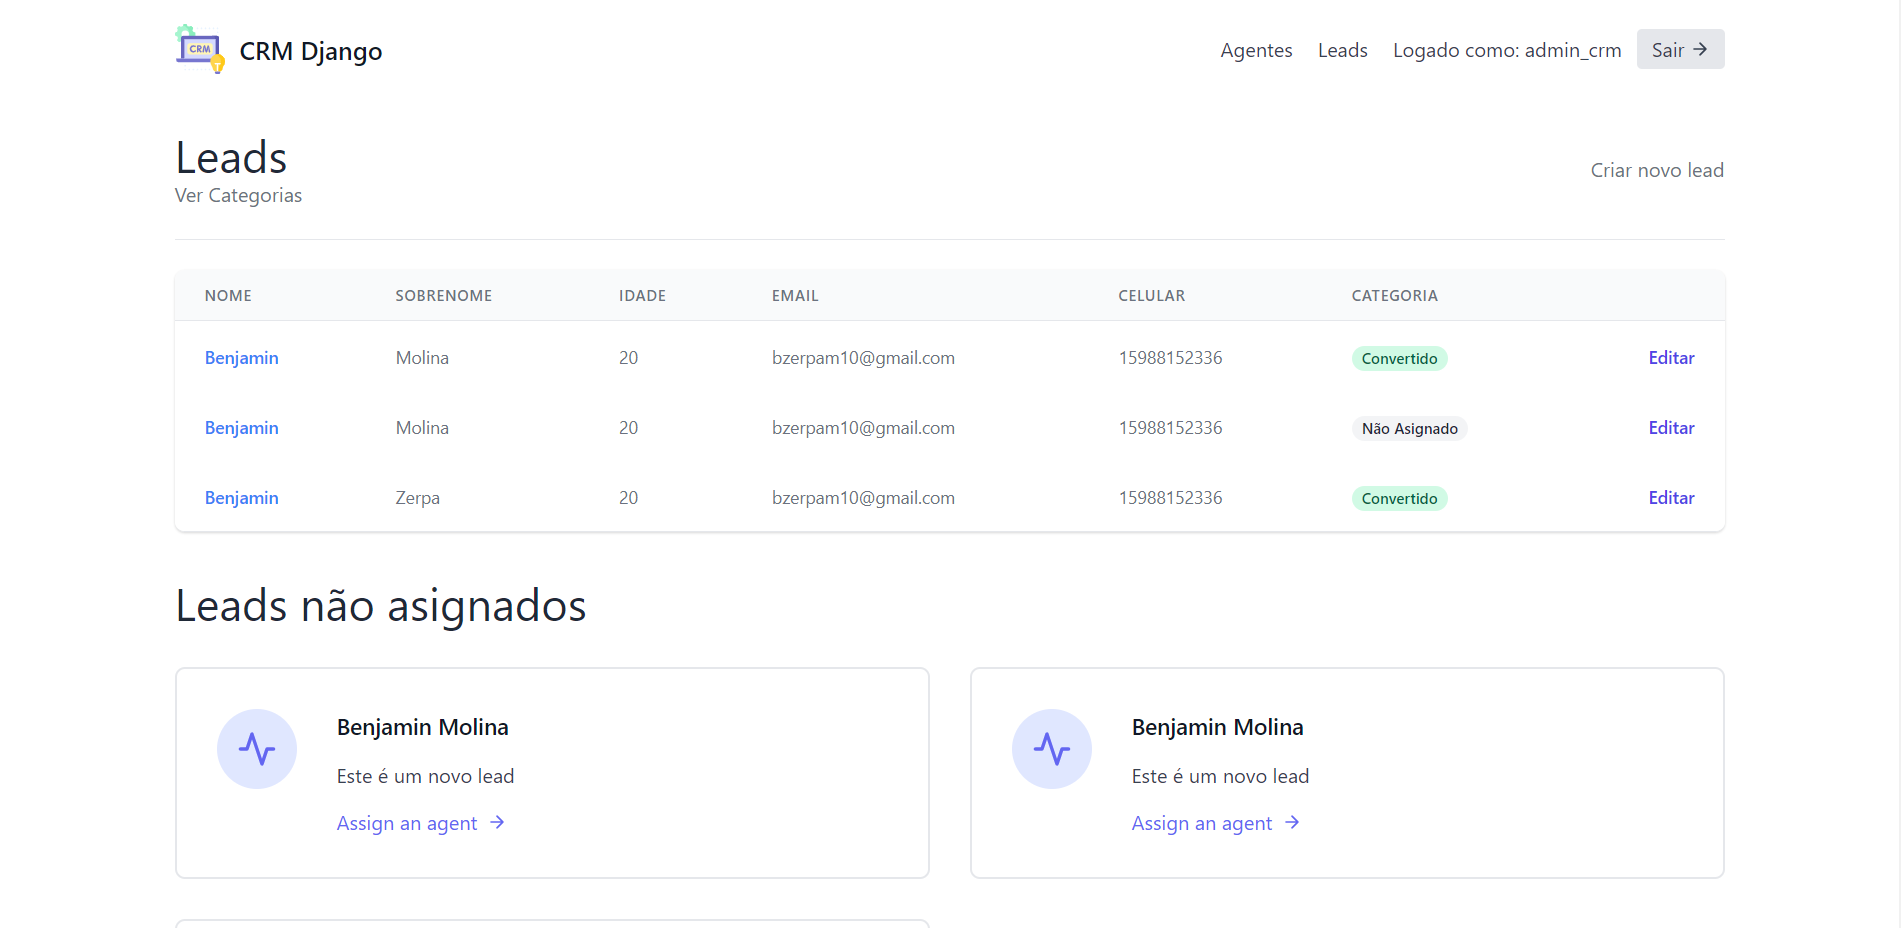 CRM
CRM Django
Agentes Leads Logado como: admin_crm Sair →
Leads
Ver Categorias
Criar novo lead
NOME SOBRENOME IDADE EMAIL CELULAR CATEGORIA
Benjamin Molina 20 bzerpam10@gmail.com 15988152336 Convertido Editar
Benjamin Molina 20 bzerpam10@gmail.com 15988152336 Não Asignado Editar
Benjamin Zerpa 20 bzerpam10@gmail.com 15988152336 Convertido Editar
Leads não asignados
Benjamin Molina
Este é um novo lead
Assign an agent →
Benjamin Molina
Este é um novo lead
Assign an agent →